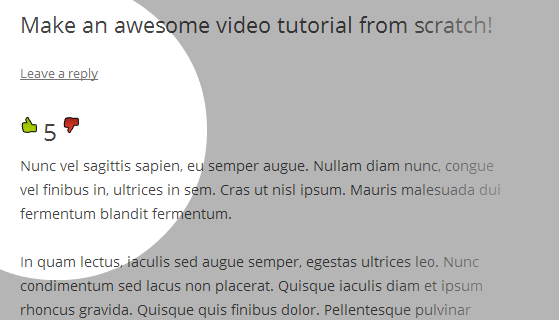 Make an awesome video tutorial from scratch!
Leave a reply
5
Nunc vel sagittis sapien, eu semper augue. Nullam diam nunc, congue
vel finibus in, ultrices in sem. Cras ut nisl ipsum. Mauris malesuada dui
fermentum blandit fermentum.
In quam lectus, iaculis sed augue semper, egestas ultrices leo. Nunc
condimentum sed lacus non placerat. Quisque iaculis diam et ipsum
rhoncus gravida. Quisque quis finibus dolor. Pellentesque pulvinar